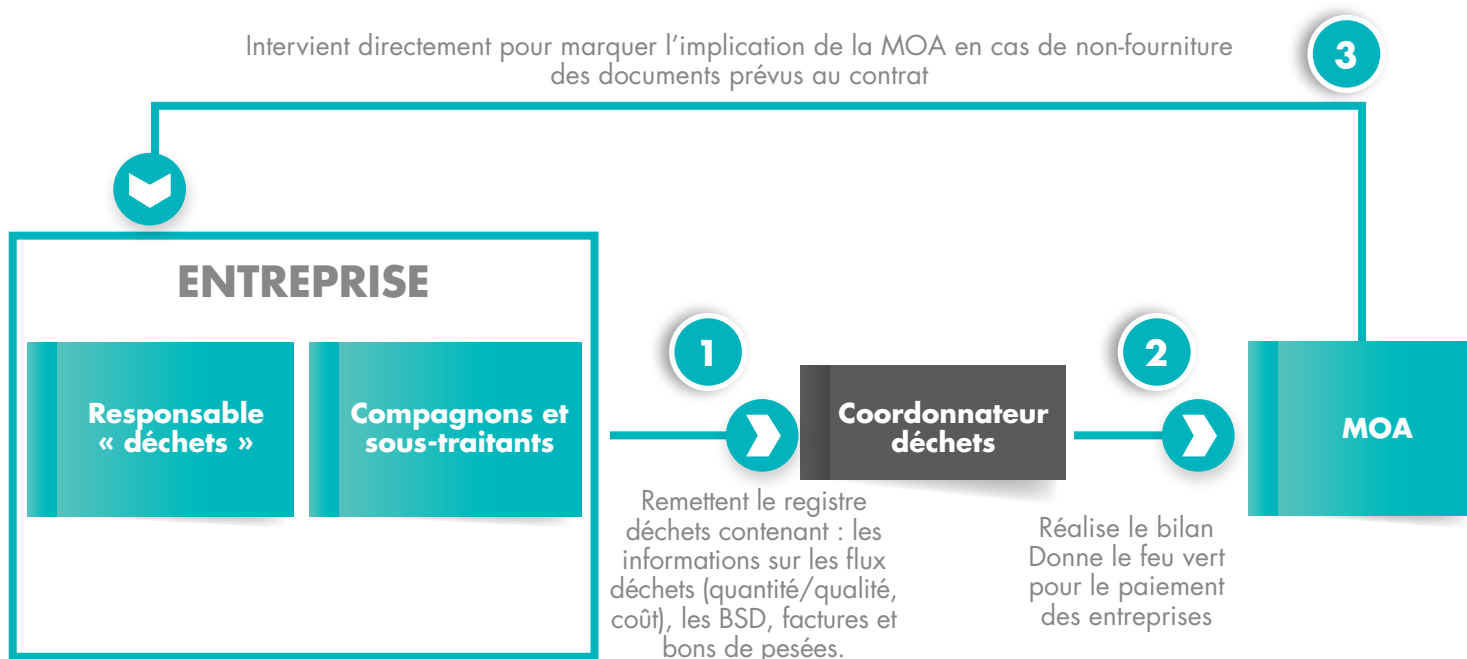 Intervient directement pour marquer l’implication de la MOA en cas de non-fourniture
des documents prévus au contrat
3
ENTREPRISE
Responsable
« déchets »
Compagnons et
sous-traitants
1
Coordonnateur
déchets
2
MOA
Remettent le registre
déchets contenant : les
informations sur les flux
déchets (quantité/qualité,
coût), les BSD, factures et
bons de pesées.
Réalise le bilan
Donne le feu vert
pour le paiement
des entreprises